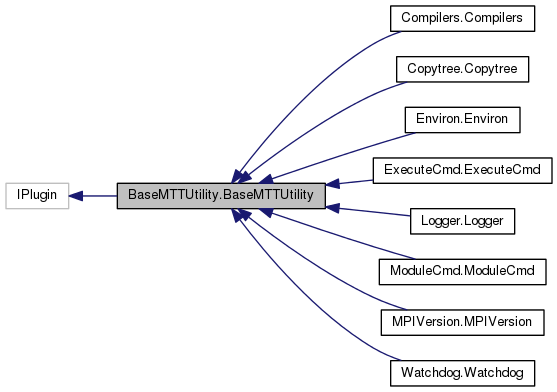 Compilers.Compilers
Copytree.Copytree
Environ.Environ
ExecuteCmd.ExecuteCmd
IPlugin
BaseMTTUtility.BaseMTTUtility
Logger.Logger
ModuleCmd.ModuleCmd
MPIVersion.MPIVersion
Watchdog.Watchdog